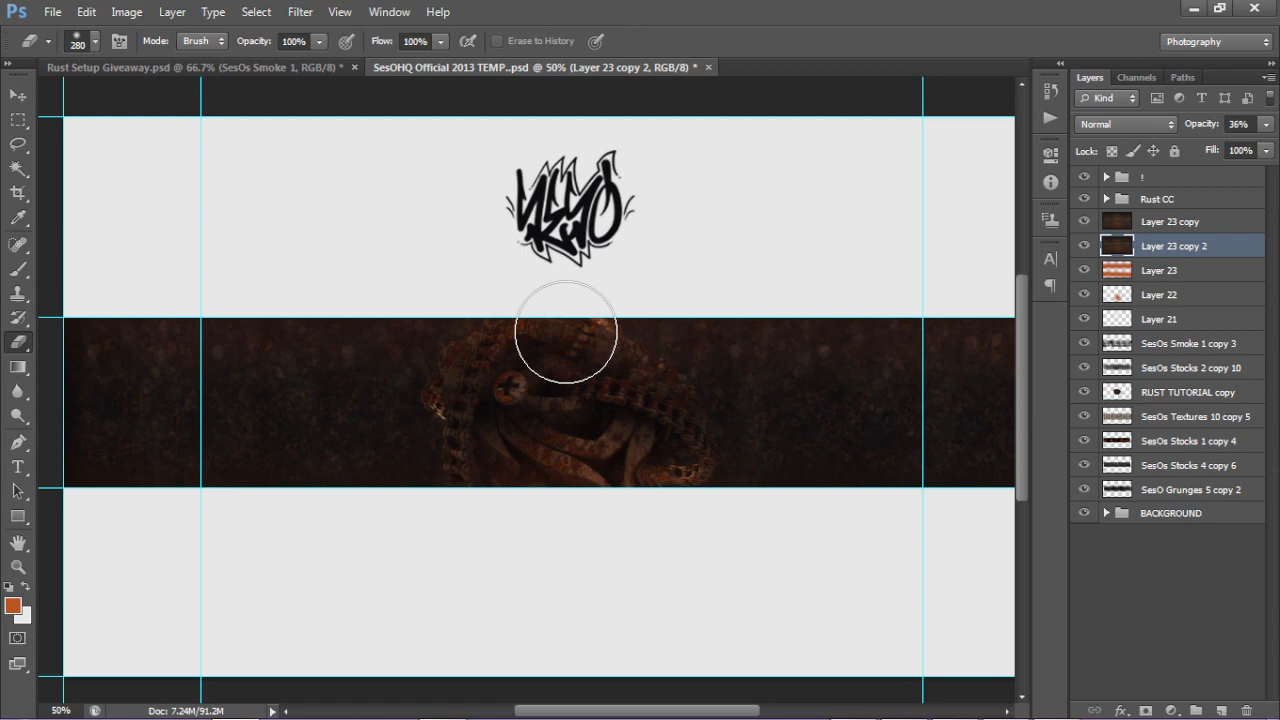 Ps File Edit Image Layer Type Select Filter View Window Help
280 Mode: Brush Opacity: 100% Flow: 100% Erase to History Photography
Rust Setup Giveaway.psd @ 66.7% (SesOs Smoke 1, RGB/8) * × SesOHQ Official 2013 TEMP..psd @ 50% (Layer 23 copy 2, RGB/8) * ×
Layers Channels Paths
Kind
Normal Opacity: 36%
Lock: Fill: 100%
!
Rust CC
Layer 23 copy
Layer 23 copy 2
Layer 23
Layer 22
Layer 21
SesOs Smoke 1 copy 3
SesOs Stocks 2 copy 10
RUST TUTORIAL copy
SesOs Textures 10 copy 5
SesOs Stocks 1 copy 4
SesOs Stocks 4 copy 6
SesO Grunges 5 copy 2
BACKGROUND
50% Doc: 7.24M/91.2M